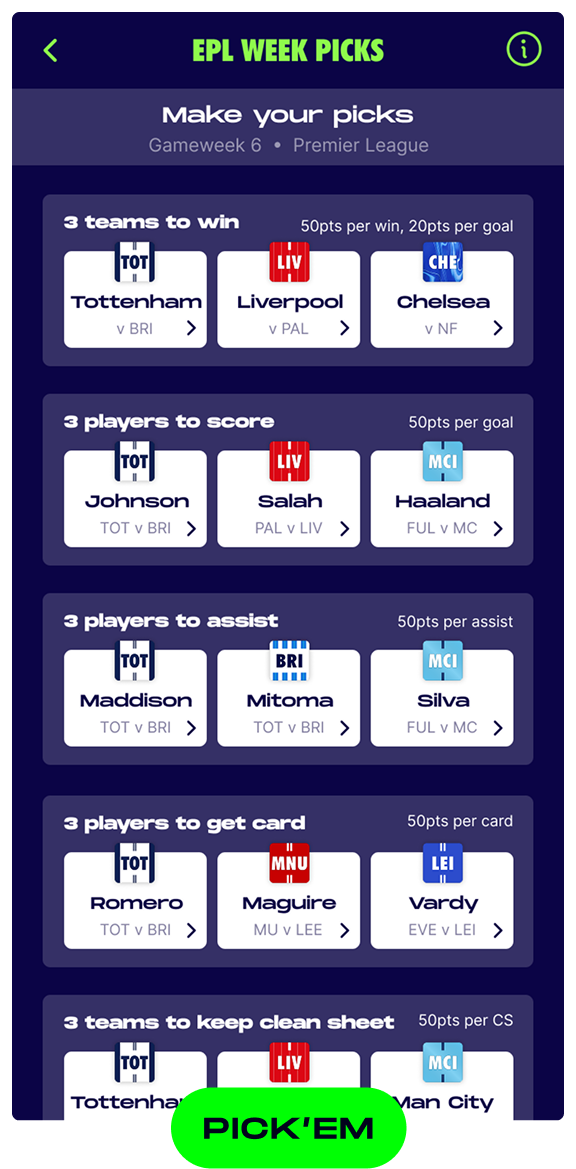 EPL WEEK PICKS
Make your picks
Gameweek 6 • Premier League
3 teams to win 50pts per win, 20pts per goal
TOT LIV CHE
Tottenham Liverpool Chelsea
v BRI v PAL v NF
3 players to score 50pts per goal
TOT LIV MCI
Johnson Salah Haaland
TOT v BRI PAL v LIV FUL v MC
3 players to assist 50pts per assist
TOT BRI MCI
Maddison Mitoma Silva
TOT v BRI TOT v BRI FUL v MC
3 players to get card 50pts per card
TOT MNU LEI
Romero Maguire Vardy
TOT v BRI MU v LEE EVE v LEI
3 teams to keep clean sheet 50pts per CS
TOT LIV MCI
Tottenha Man City
PICK'EM